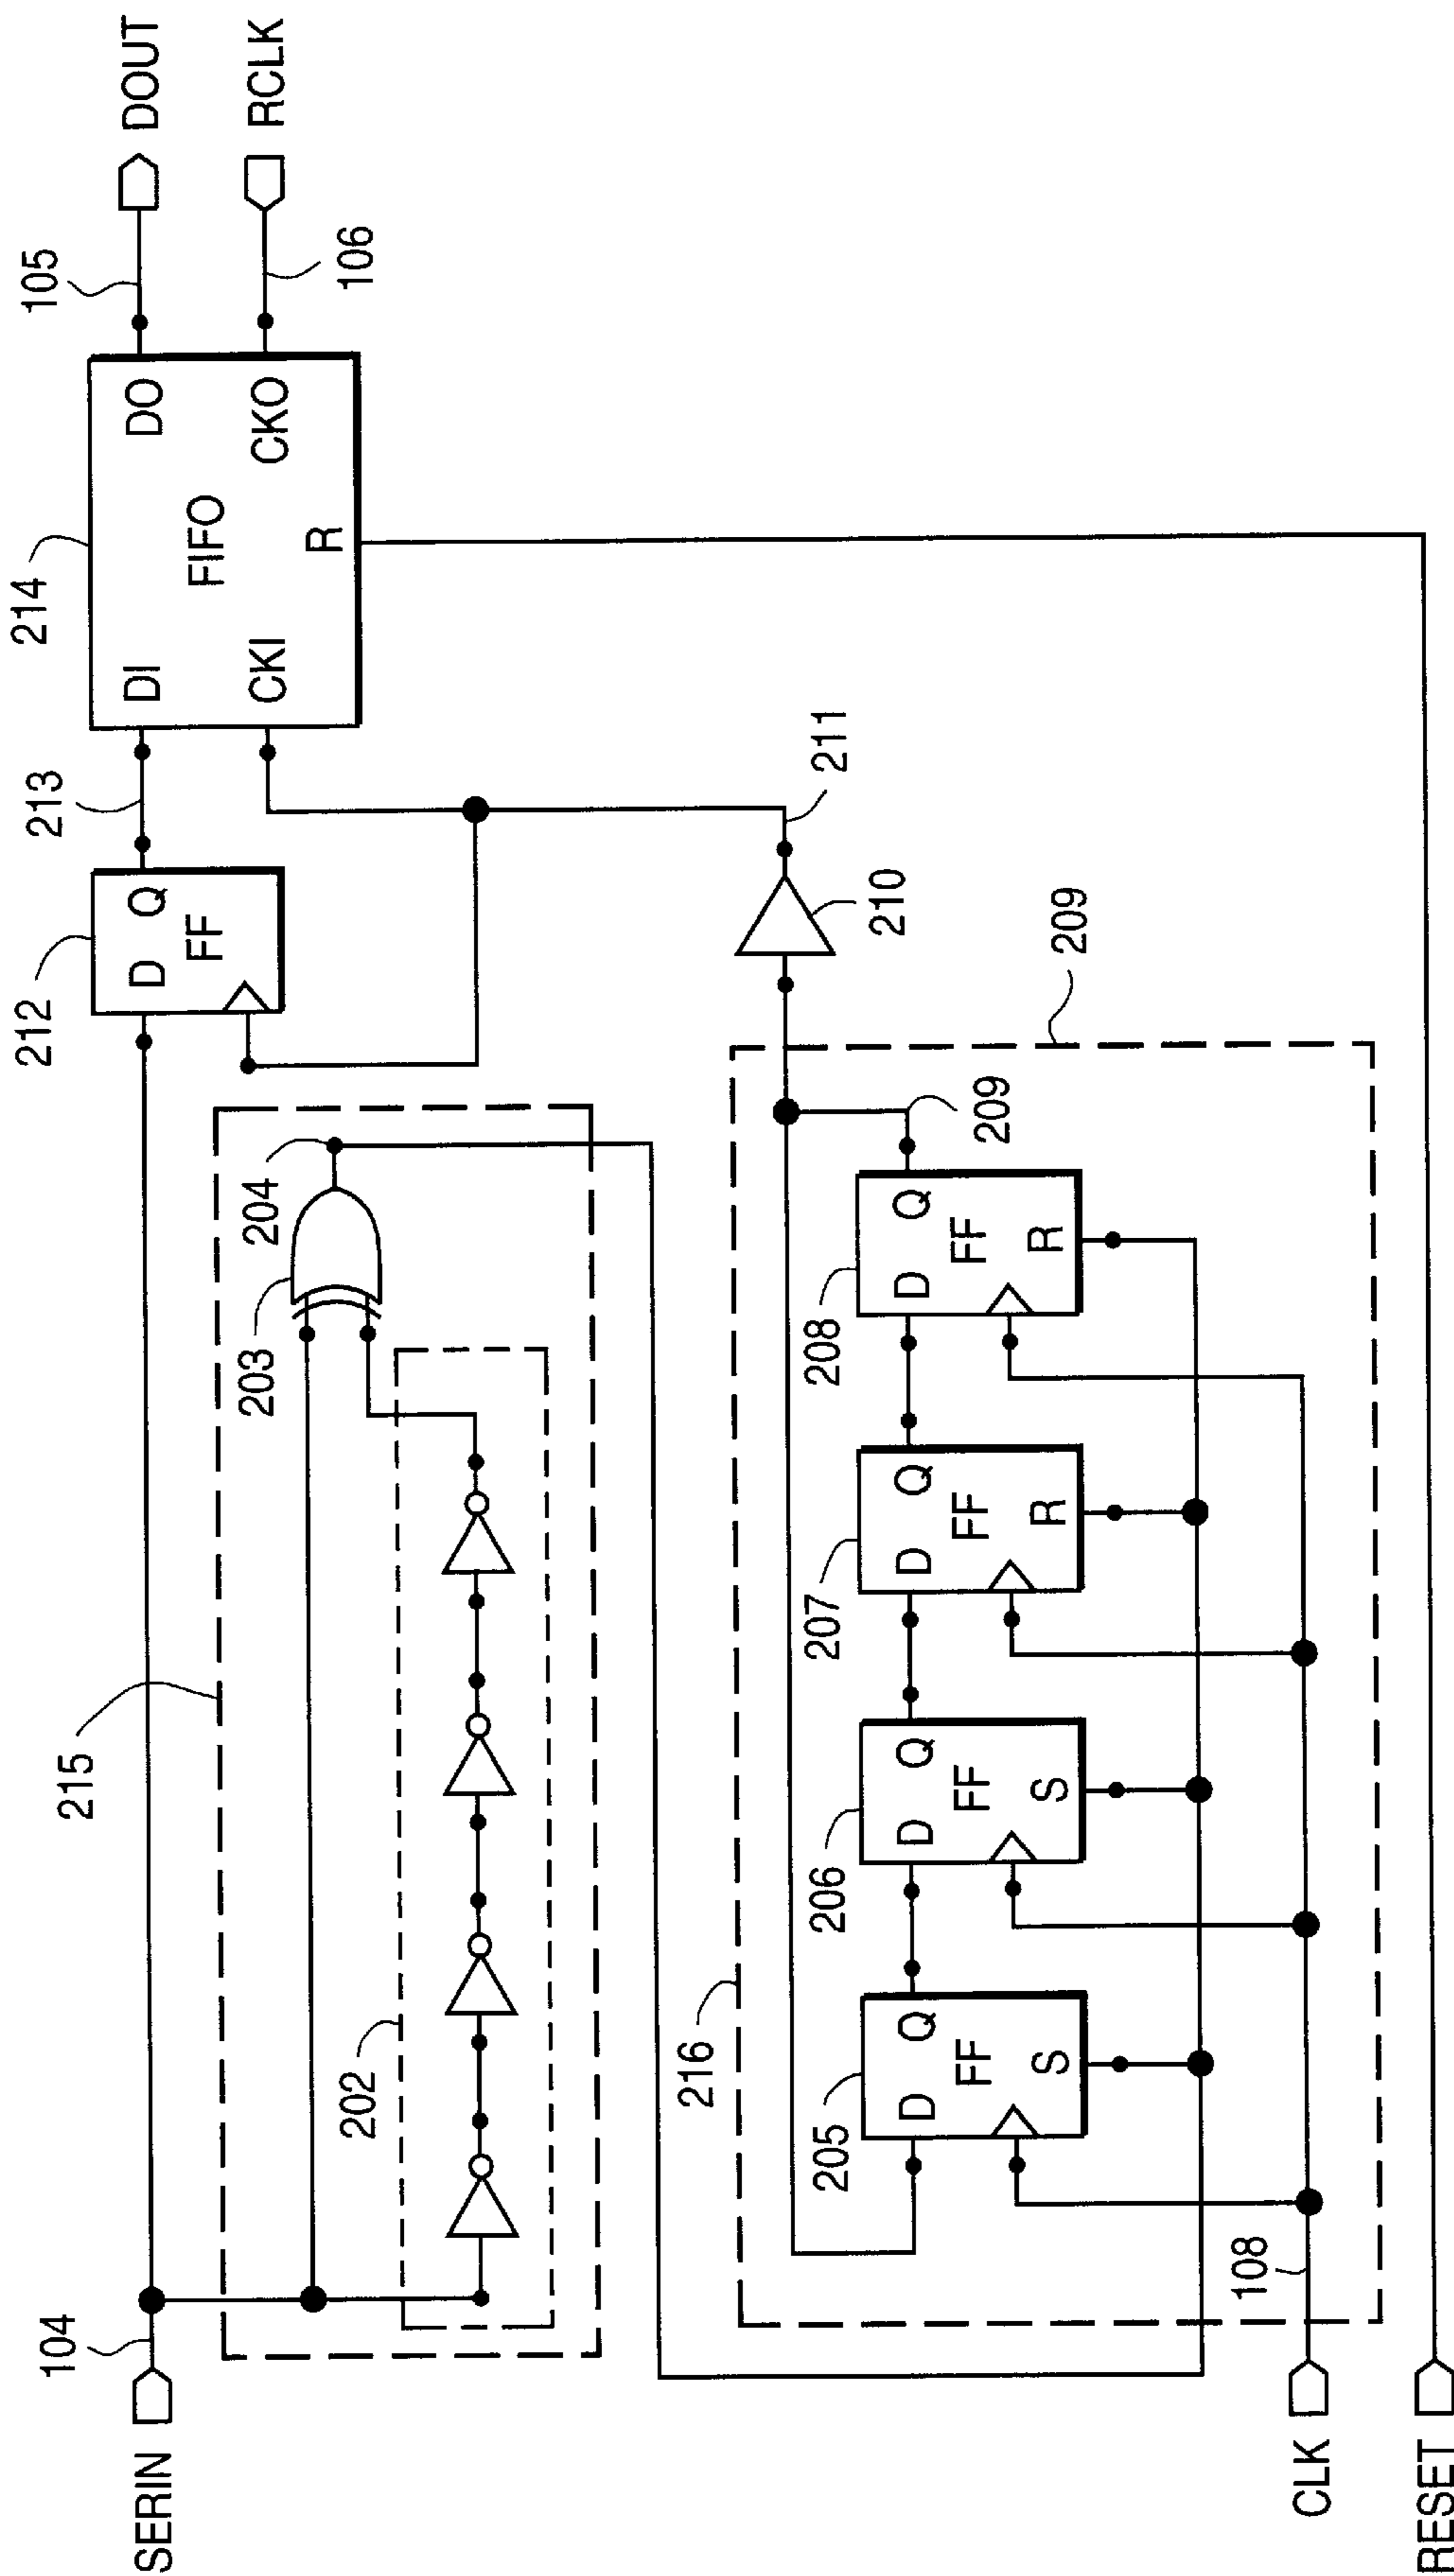 SERIN
104
215
212
D Q
FF
213
214
DI DO
FIFO
CKI CKO
R
105
DOUT
106
RCLK
202
203
204
216
205
D Q
FF
S
206
D Q
FF
S
207
D Q
FF
R
208
D Q
FF
R
209
209
210
211
CLK
108
RESET